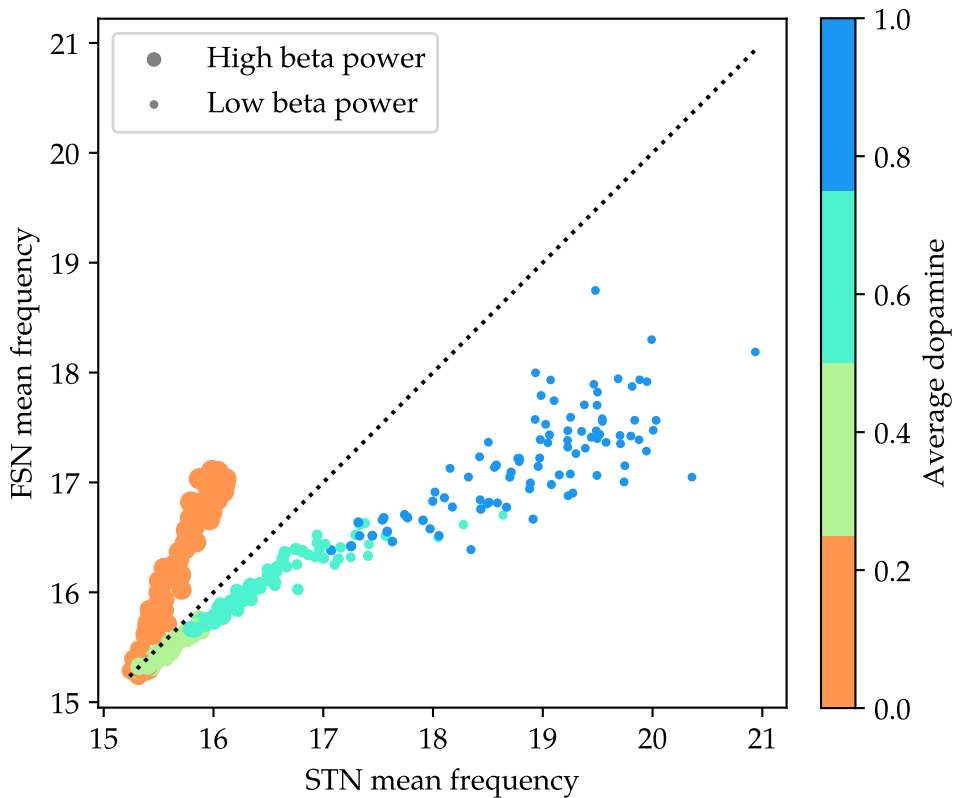 High beta power
Low beta power
FSN mean frequency
21
20
19
18
17
16
15
15 16 17 18 19 20 21
STN mean frequency
1.0
0.8
0.6
0.4
0.2
0.0
Average dopamine